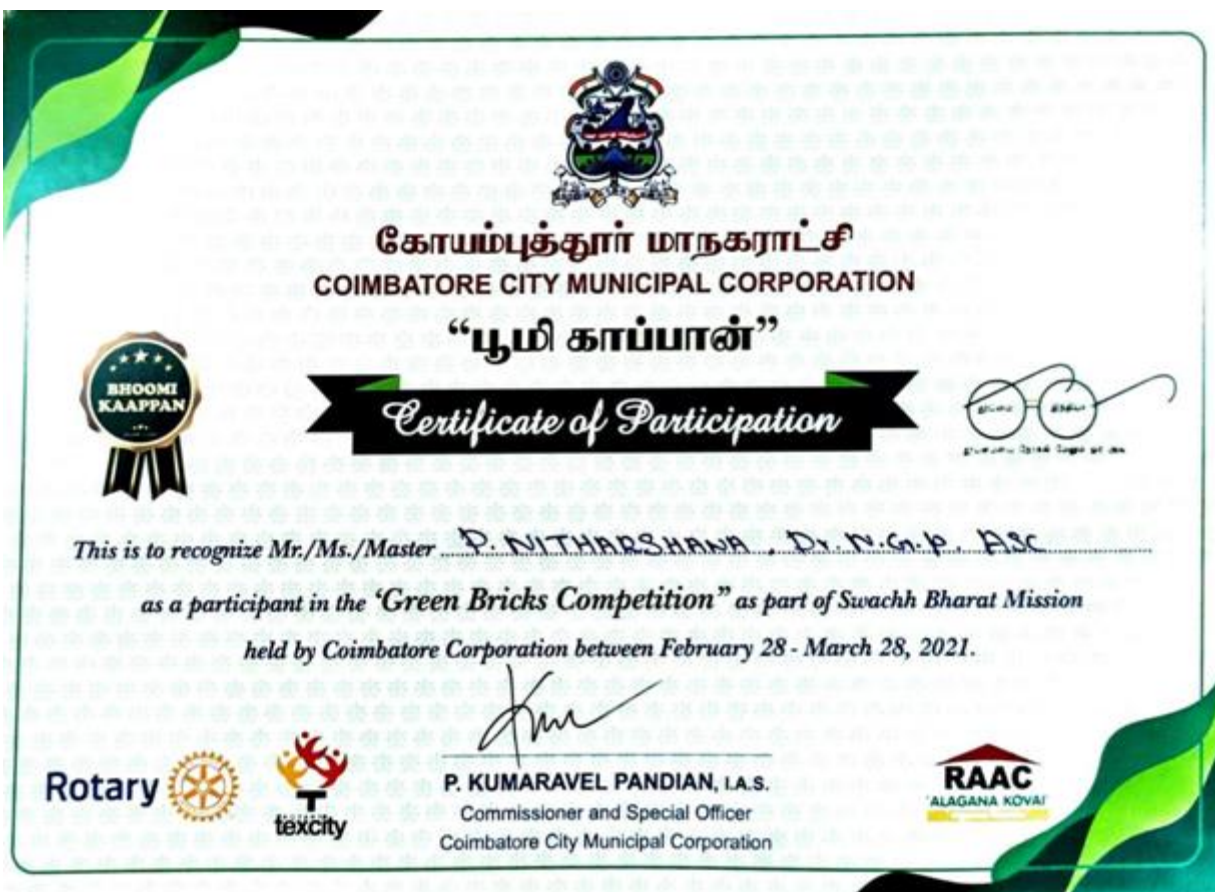 கோயம்புத்தூர் மாநகராட்சி
COIMBATORE CITY MUNICIPAL CORPORATION
“பூமி காப்பான்”
BHOOMI
KAAPPAN
Certificate of Participation
This is to recognize Mr./Ms./Master D. NITHARSHANA, Dr. N.G.P. ASC
as a participant in the ‘Green Bricks Competition” as part of Swachh Bharat Mission
held by Coimbatore Corporation between February 28 - March 28, 2021.
Rotary
texcity
P. KUMARAVEL PANDIAN, I.A.S.
Commissioner and Special Officer
Coimbatore City Municipal Corporation
RAAC
'ALAGANA KOVAI'